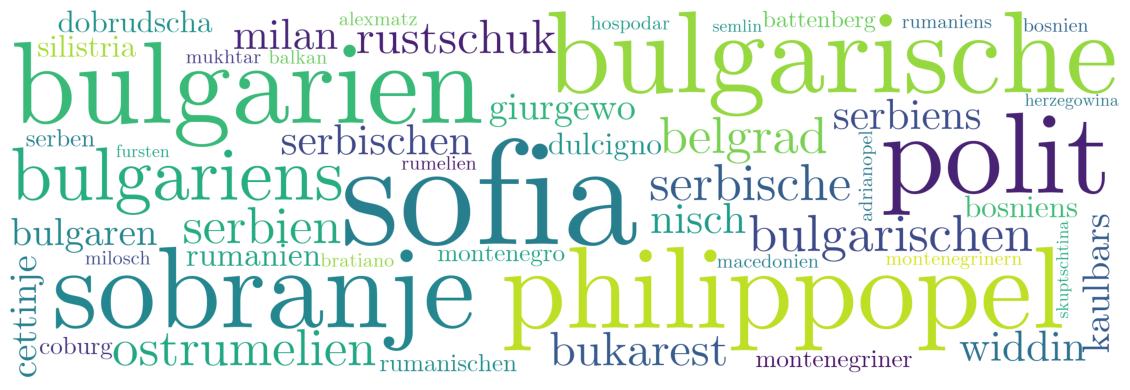 dobrudscha
alexmatz
hospodar
semlin
battenberg
rumaniens
bosnien
silistria
milan
rustschuk
mukhtar
balkan
bulgarien
bulgarische
giurgewo
herzegowina
serben
serbischen
dulcigno
belgrad
serbiens
polit
fursten
rumelien
bulgariens
sofia
serbische
adrianopel
bosniens
bulgaren
serbien
nisch
bulgarischen
milosch
rumanien
bratiano
montenegro
macedonien
montenegrinern
skuptschtina
kaulbars
cettinje
sobranje
philippopel
coburg
ostrumelien
rumanischen
bukarest
montenegriner
widdin